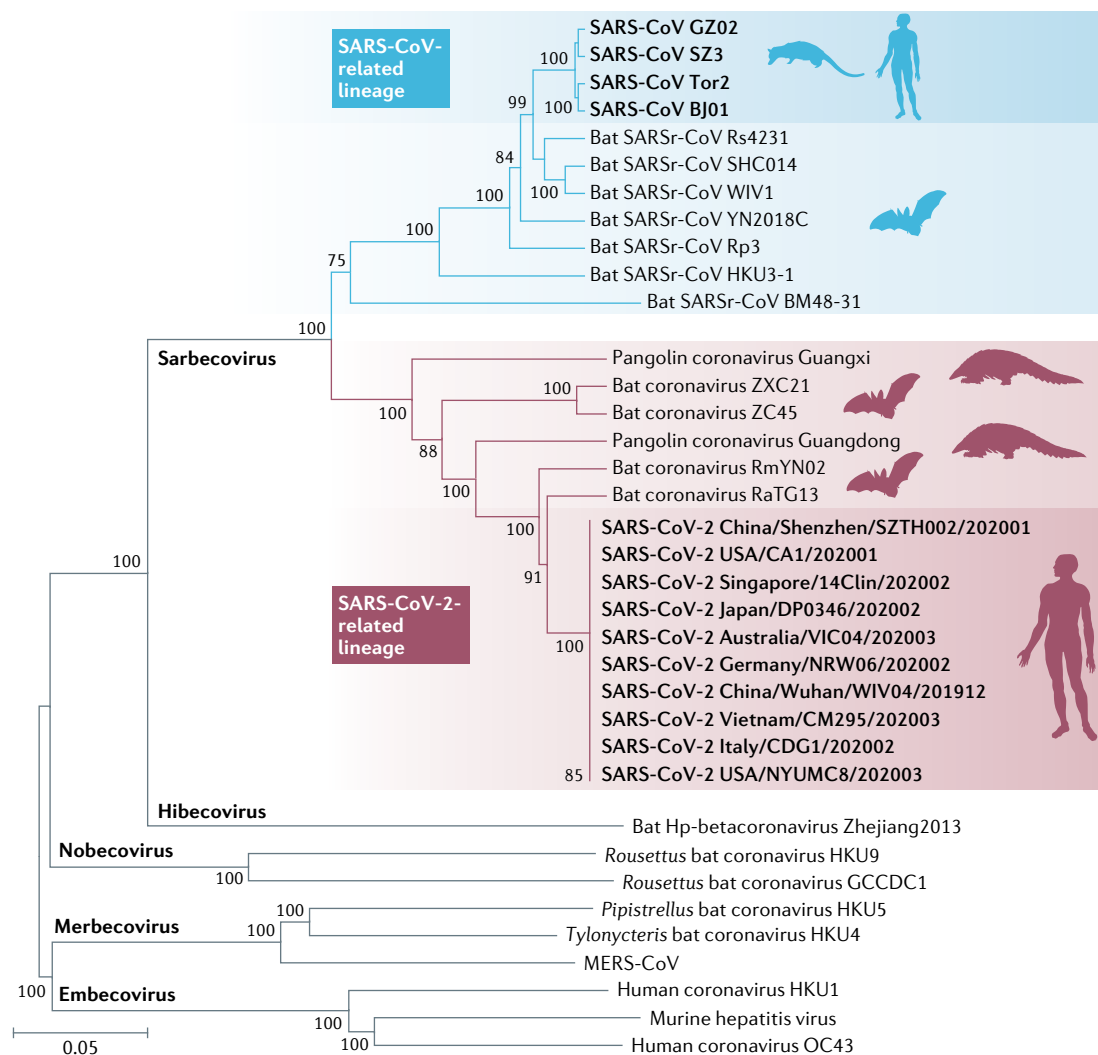 SARS-CoV-
related
lineage
100
SARS-CoV GZ02
SARS-CoV SZ3
SARS-CoV Tor2
100
SARS-CoV BJ01
99
Bat SARSr-CoV Rs4231
84
Bat SARSr-CoV SHC014
100
Bat SARSr-CoV WIV1
100
Bat SARSr-CoV YN2018C
100
Bat SARSr-CoV Rp3
75
Bat SARSr-CoV HKU3-1
Bat SARSr-CoV BM48-31
100
Sarbecovirus
Pangolin coronavirus Guangxi
100
Bat coronavirus ZXC21
100
Bat coronavirus ZC45
88
Pangolin coronavirus Guangdong
100
Bat coronavirus RmYN02
Bat coronavirus RaTG13
100
SARS-CoV-2 China/Shenzhen/SZTH002/202001
SARS-CoV-2 USA/CA1/202001
100
91
SARS-CoV-2 Singapore/14Clin/202002
SARS-CoV-2-
related
lineage
SARS-CoV-2 Japan/DP0346/202002
SARS-CoV-2 Australia/VIC04/202003
100
SARS-CoV-2 Germany/NRW06/202002
SARS-CoV-2 China/Wuhan/WIV04/201912
SARS-CoV-2 Vietnam/CM295/202003
SARS-CoV-2 Italy/CDG1/202002
85
SARS-CoV-2 USA/NYUMC8/202003
Hibecovirus
Bat Hp-betacoronavirus Zhejiang2013
Nobecovirus
Rousettus bat coronavirus HKU9
100
Rousettus bat coronavirus GCCDC1
Merbecovirus
100
Pipistrellus bat coronavirus HKU5
100
Tylonycteris bat coronavirus HKU4
MERS-CoV
100
Embecovirus
Human coronavirus HKU1
100
Murine hepatitis virus
100
Human coronavirus OC43
0.05